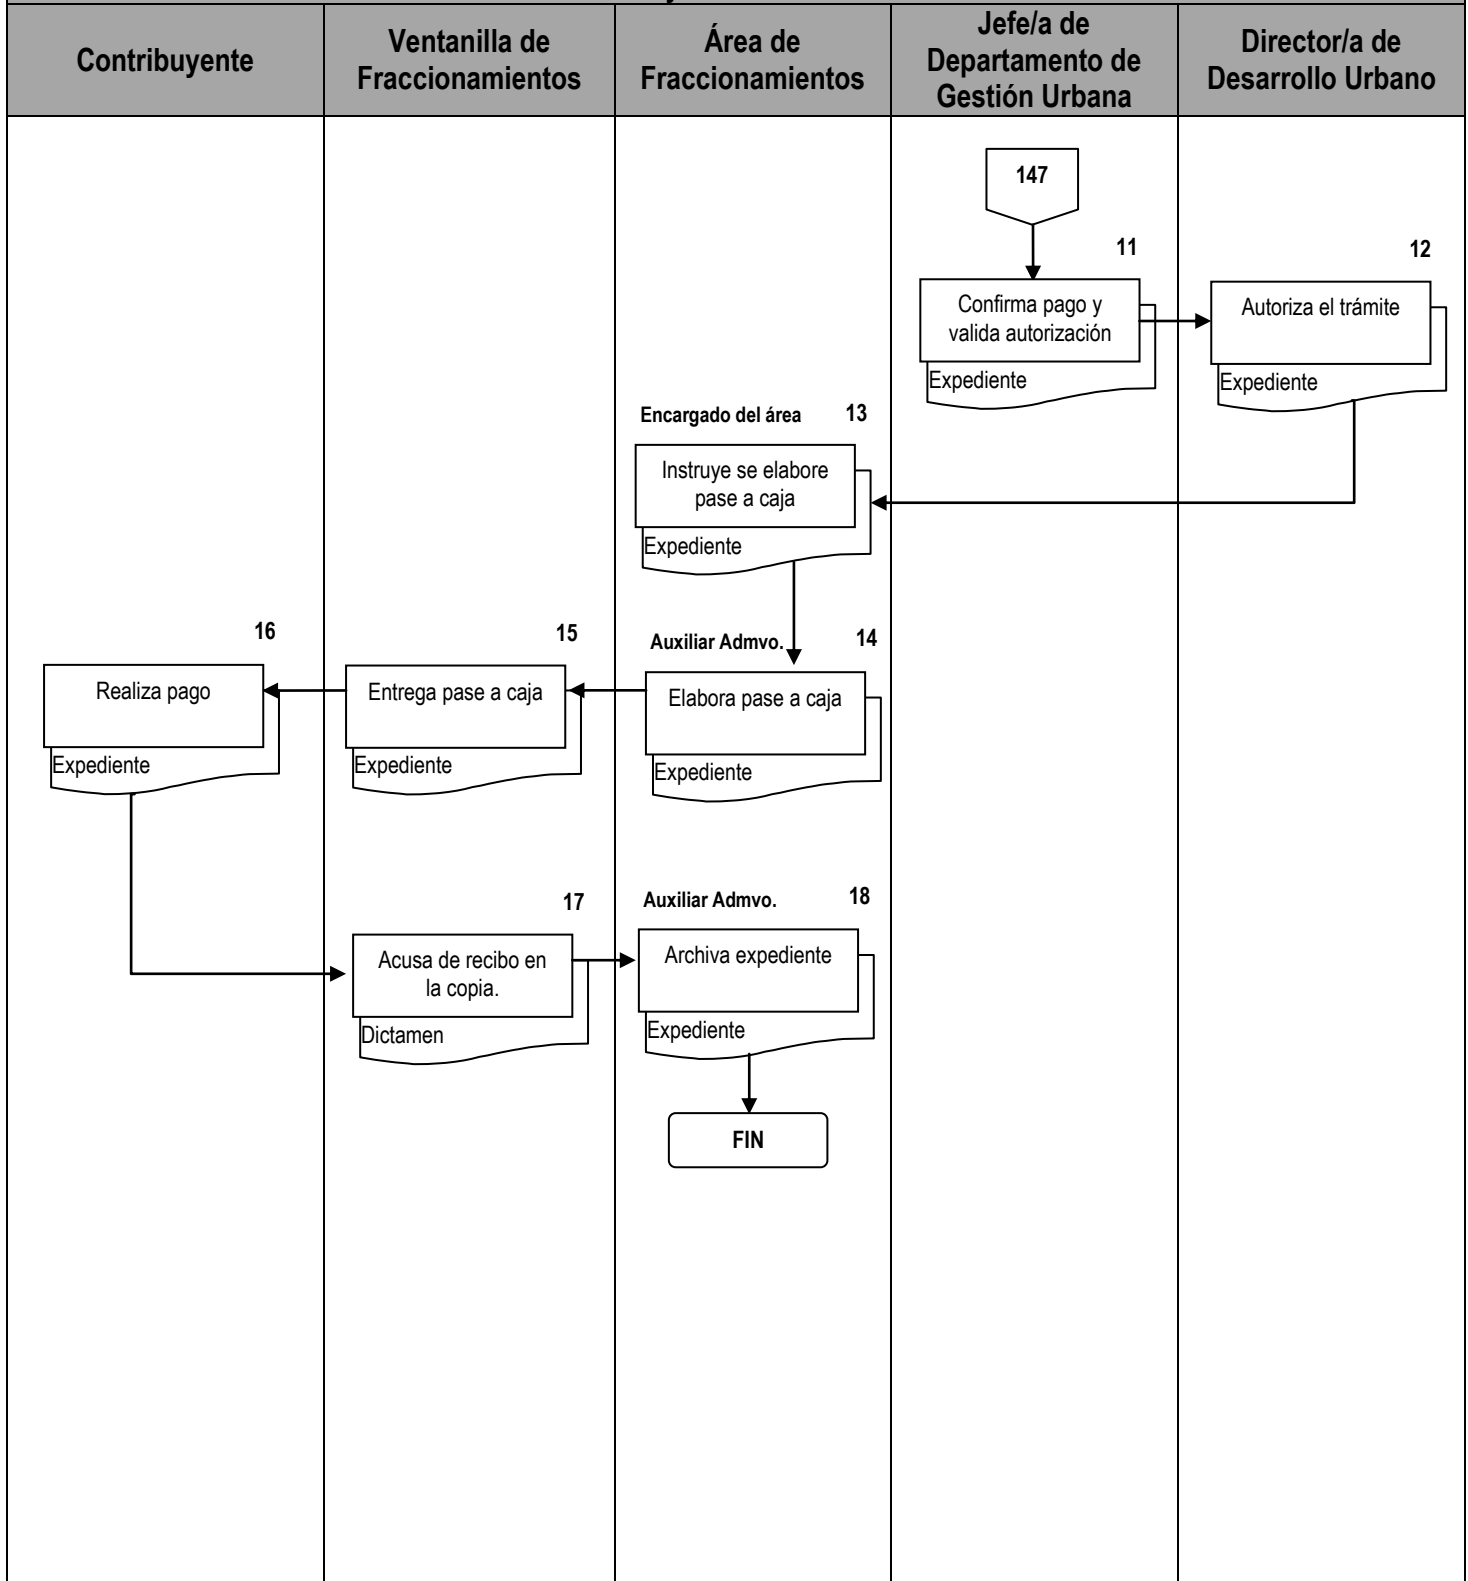 Contribuyente
Ventanilla de
Fraccionamientos
Área de
Fraccionamientos
Jefe/a de
Departamento de
Gestión Urbana
Director/a de
Desarrollo Urbano
147
11
Confirma pago y
valida autorización
Expediente
12
Autoriza el trámite
Expediente
Encargado del área
13
Instruye se elabore
pase a caja
Expediente
Auxiliar Admvo.
14
Elabora pase a caja
Expediente
15
Entrega pase a caja
Expediente
16
Realiza pago
Expediente
17
Acusa de recibo en
la copia.
Dictamen
Auxiliar Admvo.
18
Archiva expediente
Expediente
FIN